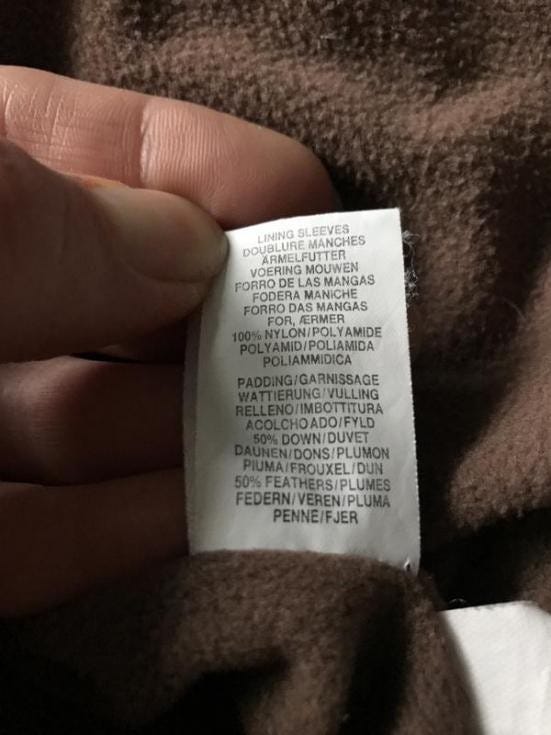 LINING SLEEVES
DOUBLURE MANCHES
ÄRMELFUTTER
VOERING MOUWEN
FORRO DE LAS MANGAS
FODERA MANICHE
FORRO DAS MANGAS
FOR, ÆRMER
100% NYLON/POLYAMIDE
POLYAMID/POLIAMIDA
POLIAMMIDICA
PADDING/GARNISSAGE
WATTIERUNG/VULLING
RELLENO/IMBOTTITURA
ACOLCHOADO/FYLD
50% DOWN/DUVET
DAUNEN/DONS/PLUMON
PIUMA/FROUXEL/DUN
50% FEATHERS/PLUMES
FEDERN/VEREN/PLUMA
PENNE/FJER